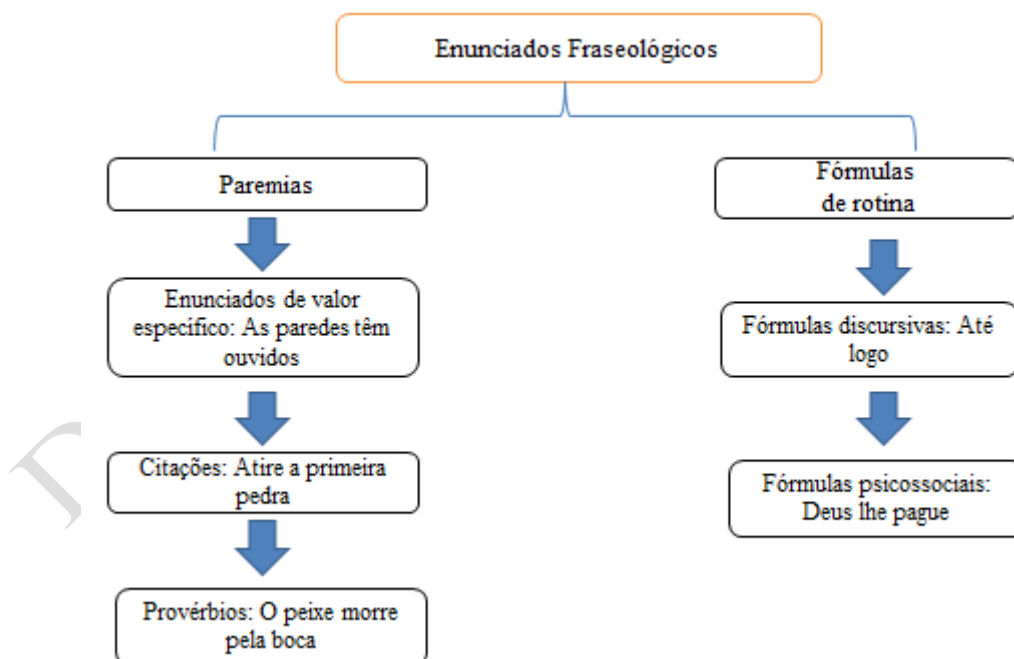 Enunciados Fraseológicos
Paremias
Enunciados de valor
específico: As paredes têm
ouvidos
Citações: Atire a primeira
pedra
Provérbios: O peixe morre
pela boca
Fórmulas
de rotina
Fórmulas discursivas: Até
logo
Fórmulas psicossociais:
Deus lhe pague